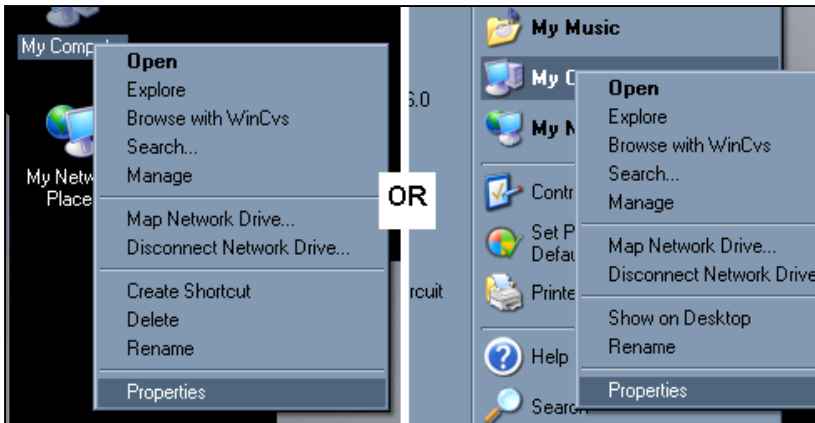 My Comp
Open
Explore
Browse with WinCvs
Search...
Manage
Map Network Drive...
Disconnect Network Drive...
Create Shortcut
Delete
Rename
Properties
My Netw
Place
OR
6.0
rcuit
My Music
My C
My N
Contr
Set P
Defau
Printe
Help
Search
Open
Explore
Browse with WinCvs
Search...
Manage
Map Network Drive...
Disconnect Network Drive
Show on Desktop
Rename
Properties